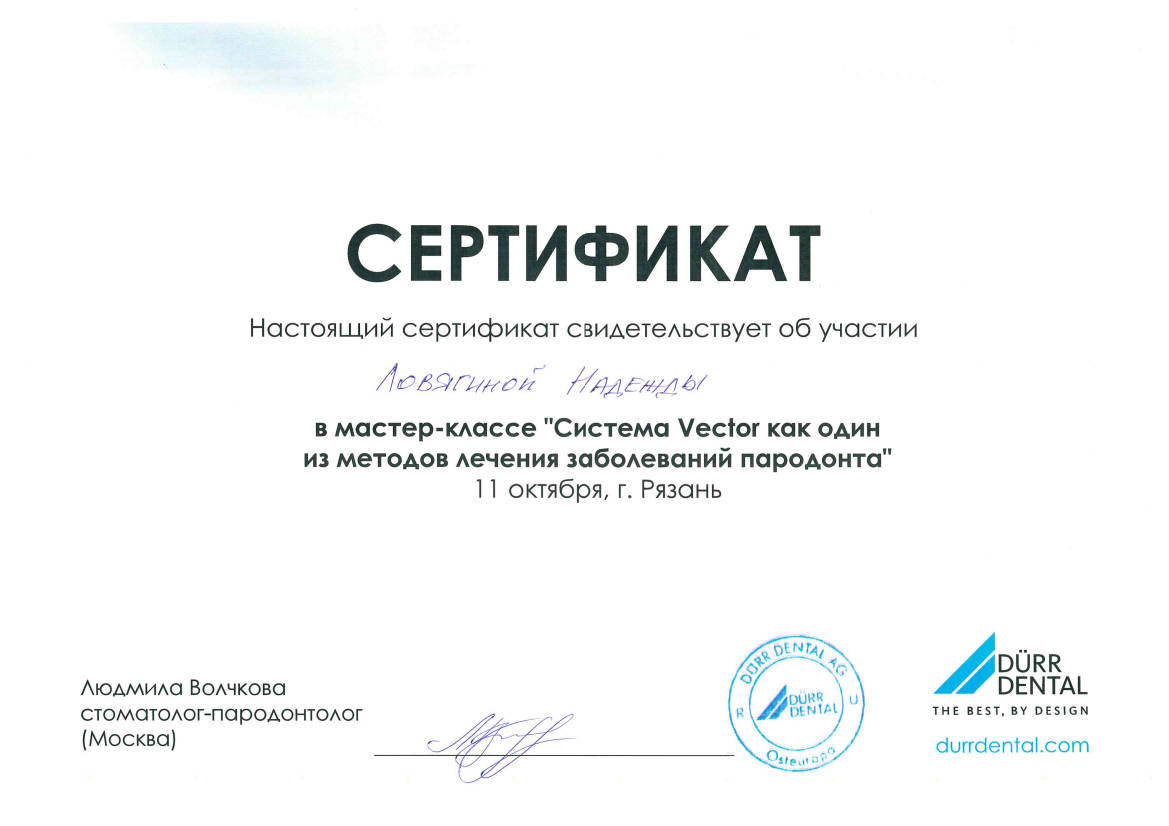 СЕРТИФИКАТ
Настоящий сертификат свидетельствует об участии
Ловягиной Надежды
в мастер-классе "Система Vector как один
из методов лечения заболеваний пародонта"
11 октября, г. Рязань
Людмила Волчкова
стоматолог-пародонтолог
(Москва)
DÜRR DENTAL AG
R U
DÜRR
DENTAL
Osteuropa
DÜRR
DENTAL
THE BEST, BY DESIGN
durrdental.com